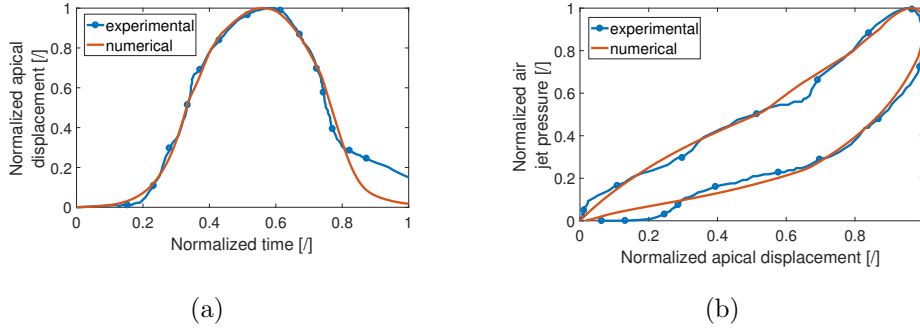 1
0.8
0.6
0.4
0.2
0
Normalized apical
displacement [/]
experimental
numerical
0 0.2 0.4 0.6 0.8 1
Normalized time [/]
(a)
1
0.8
0.6
0.4
0.2
0
Normalized air
jet pressure [/]
experimental
numerical
0 0.2 0.4 0.6 0.8
Normalized apical displacement [/]
(b)